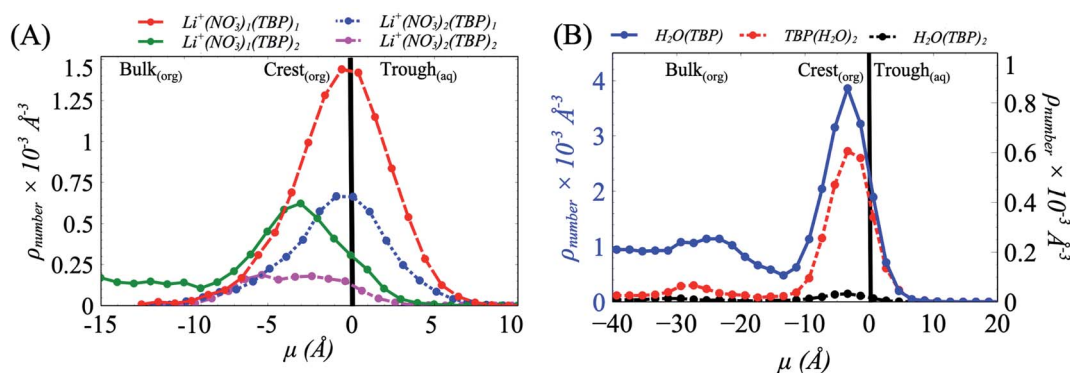 (A)
Li⁺(NO₃⁻)₁(TBP)₁
Li⁺(NO₃⁻)₂(TBP)₁
Li⁺(NO₃⁻)₁(TBP)₂
Li⁺(NO₃⁻)₂(TBP)₂
Bulk(org)
Crest(org)
Trough(aq)
ρnumber × 10⁻³ Å⁻³
1.5
1.25
1
0.75
0.5
0.25
0
-15
-10
-5
0
5
10
μ (Å)
(B)
H₂O(TBP)
TBP(H₂O)₂
H₂O(TBP)₂
Bulk(org)
Crest(org)
Trough(aq)
ρnumber × 10⁻³ Å⁻³
4
3
2
1
0
1
0.8
0.6
0.4
0.2
0
ρnumber × 10⁻³ Å⁻³
-40
-30
-20
-10
0
10
20
μ (Å)